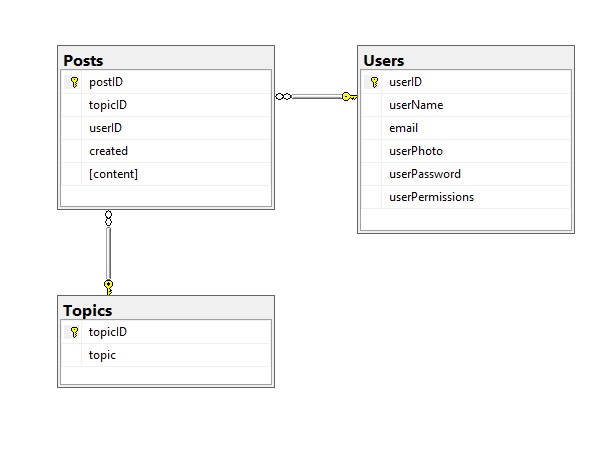 Posts
postID
topicID
userID
created
[content]
Users
userID
userName
email
userPhoto
userPassword
userPermissions
Topics
topicID
topic